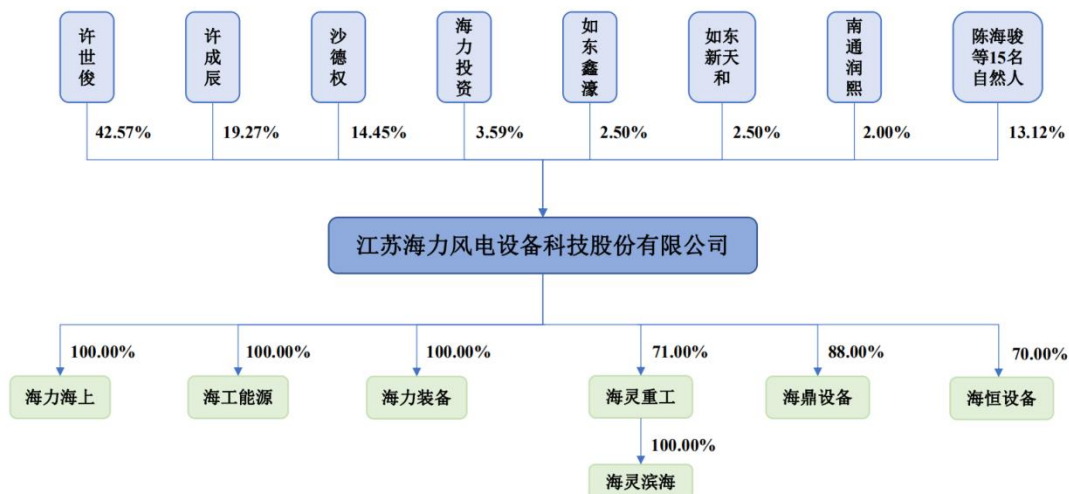 许世俊
许成辰
沙德权
海力投资
如东鑫濠
如东
新天
和
南通润熙
陈海骏
等15名
自然人
42.57%
19.27%
14.45%
3.59%
2.50%
2.50%
2.00%
13.12%
江苏海力风电设备科技股份有限公司
100.00%
100.00%
100.00%
71.00%
88.00%
70.00%
海力海上
海工能源
海力装备
海灵重工
海鼎设备
海恒设备
100.00%
海灵滨海